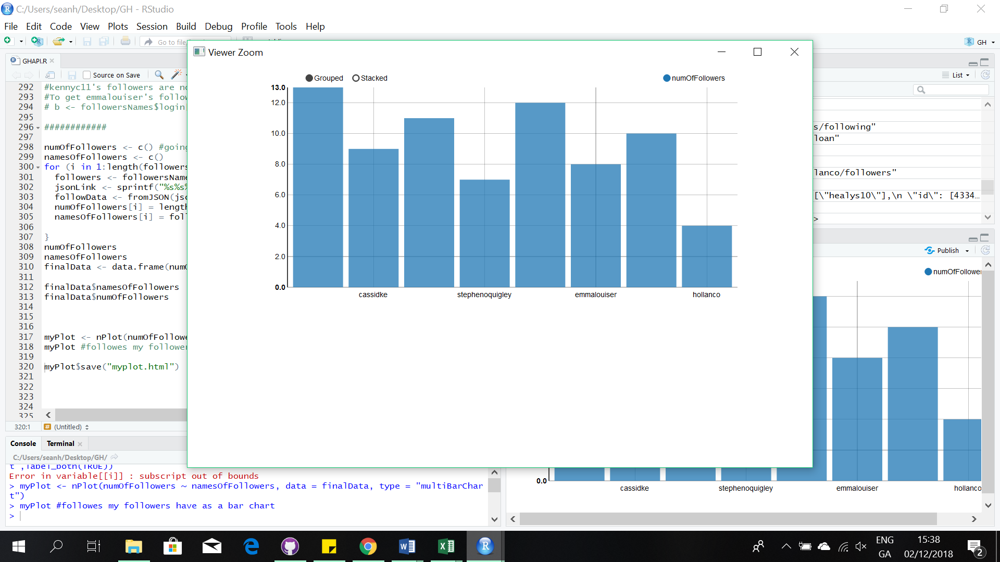 C:/Users/seanh/Desktop/GH - RStudio
File Edit Code View Plots Session Build Debug Profile Tools Help
Go to file
GH
GHAPI.R
Source on Save
292 #kennyc11's followers are no
293 #To get emmalouiser's follow
294 # b <- followersNames$login
295
296 ############
297
298 numOfFollowers <- c() #going
299 namesOfFollowers <- c()
300 for (i in 1:length(followers
301 followers <- followersName
302 jsonLink <- sprintf("%s%s%
303 followData <- fromJSON(jso
304 numOfFollowers[i] = length
305 namesOfFollowers[i] = fol
306
307 }
308 numOfFollowers
309 namesOfFollowers
310 finalData <- data.frame(numO
311
312 finalData$namesOfFollowers
313 finalData$numOfFollowers
314
315
316
317 myPlot <- nPlot(numOfFollowe
318 myPlot #followes my follower
319
320 myPlot$save("myplot.html")
321
322
323
324
325
320:1 # (Untitled)
Console Terminal
C:/Users/seanh/Desktop/GH/
t",label_both(TRUE))
Error in variable[[i]] : subscript out of bounds
> myPlot <- nPlot(numOfFollowers ~ namesOfFollowers, data = finalData, type = "multiBarChar
t")
> myPlot #followes my followers have as a bar chart
>
Viewer Zoom
Grouped Stacked numOfFollowers
13.0
12.0
10.0
8.0
6.0
4.0
2.0
0.0
cassidke stephenoquigley emmalouiser hollanco
List
s/following"
loan"
lanco/followers"
[\"healys10\"],\n \"id\": [4334…
>
Publish
numOfFollower
0.0
cassidke stephenoquigley emmalouiser hollanco
ENG
GA
15:38
02/12/2018
2